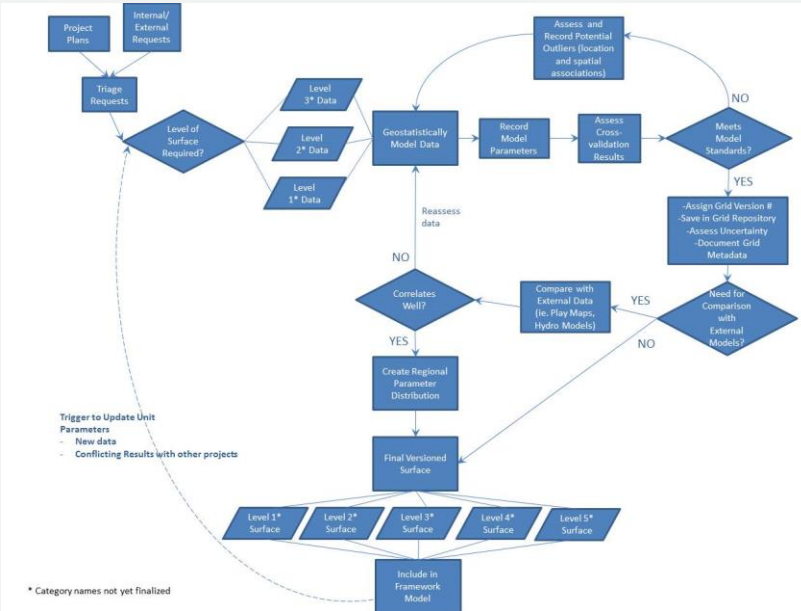 Project
Plans
Internal/
External
Requests
Triage
Requests
Level of
Surface
Required?
Level
3* Data
Level
2* Data
Level
1* Data
Geostatistically
Model Data
Record
Model
Parameters
Assess
Cross-
validation
Results
Assess and
Record Potential
Outliers (location
and spatial
associations)
NO
Meets
Model
Standards?
YES
-Assign Grid Version #
-Save in Grid Repository
-Assess Uncertainty
-Document Grid
Metadata
Need for
Comparison
with
External
Models?
YES
NO
Compare with
External Data
(ie. Play Maps,
Hydro Models)
Correlates
Well?
NO
Reassess
data
YES
Create Regional
Parameter
Distribution
Final Versioned
Surface
Level 1*
Surface
Level 2*
Surface
Level 3*
Surface
Level 4*
Surface
Level 5*
Surface
Include in
Framework
Model
Trigger to Update Unit
Parameters
- New data
- Conflicting Results with other projects
* Category names not yet finalized